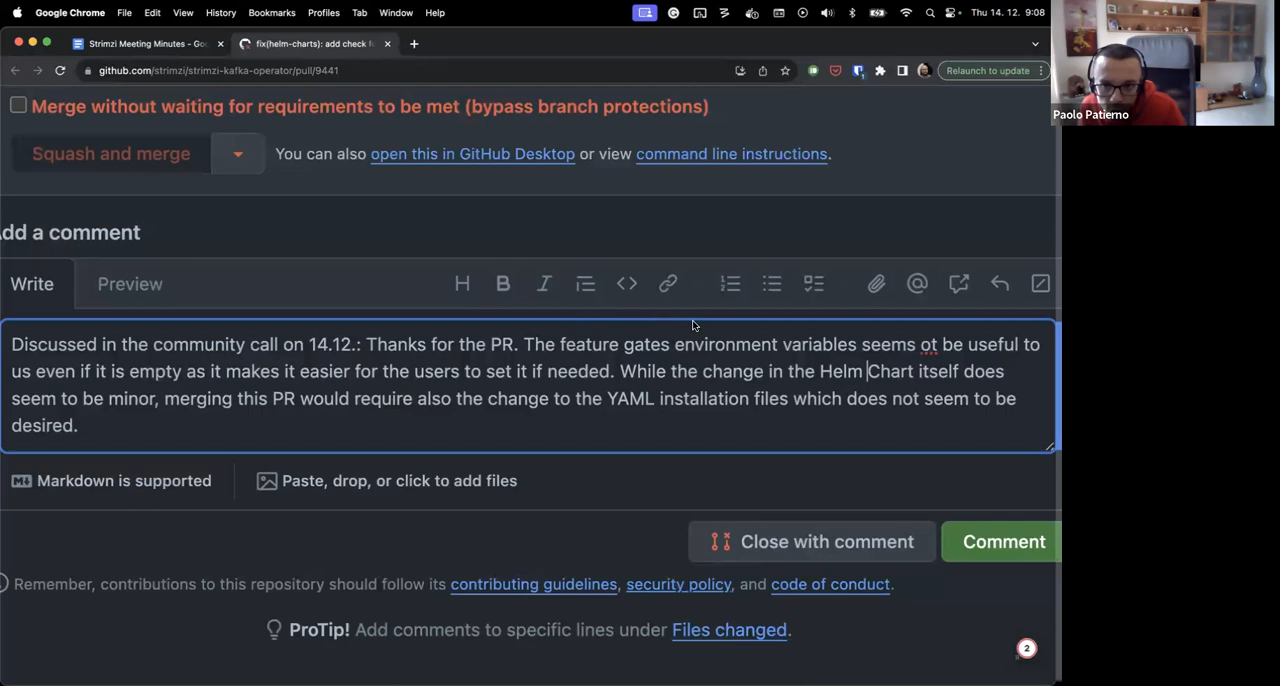 Google Chrome File Edit View History Bookmarks Profiles Tab Window Help Thu 14. 12. 9:08
Strimzi Meeting Minutes - Go
fix(helm-charts): add check f
github.com/strimzi/strimzi-kafka-operator/pull/9441
Relaunch to update
Paolo Patierno
Merge without waiting for requirements to be met (bypass branch protections)
Squash and merge
You can also open this in GitHub Desktop or view command line instructions.
dd a comment
Write Preview
Discussed in the community call on 14.12.: Thanks for the PR. The feature gates environment variables seems ot be useful to
us even if it is empty as it makes it easier for the users to set it if needed. While the change in the Helm Chart itself does
seem to be minor, merging this PR would require also the change to the YAML installation files which does not seem to be
desired.
Markdown is supported
Paste, drop, or click to add files
Close with comment
Comment
Remember, contributions to this repository should follow its contributing guidelines, security policy, and code of conduct.
ProTip! Add comments to specific lines under Files changed.
2